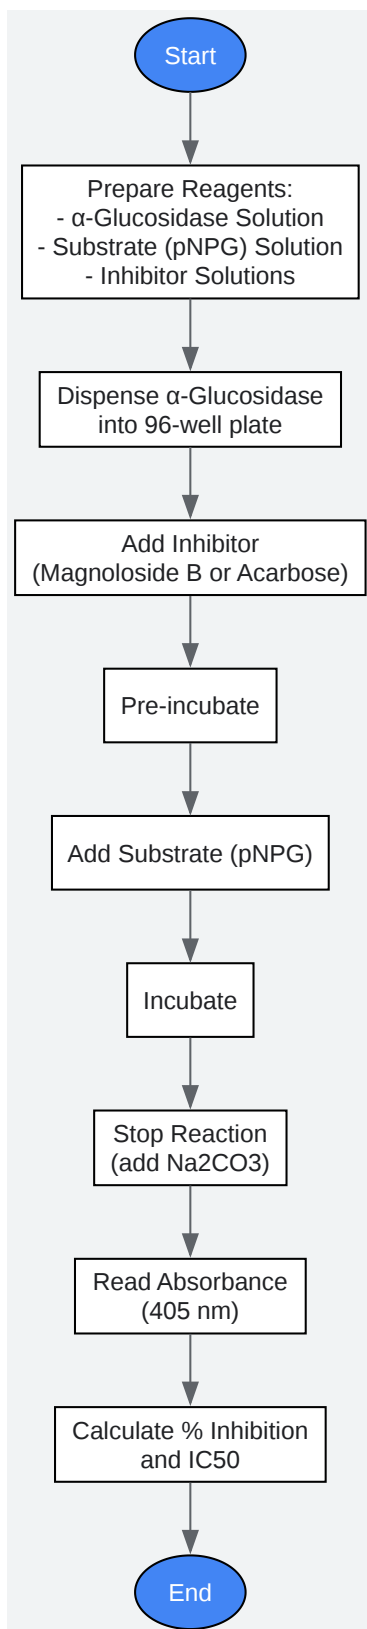 Start
Prepare Reagents:
- α-Glucosidase Solution
- Substrate (pNPG) Solution
- Inhibitor Solutions
Dispense α-Glucosidase
into 96-well plate
Add Inhibitor
(Magnoloside B or Acarbose)
Pre-incubate
Add Substrate (pNPG)
Incubate
Stop Reaction
(add Na2CO3)
Read Absorbance
(405 nm)
Calculate % Inhibition
and IC50
End